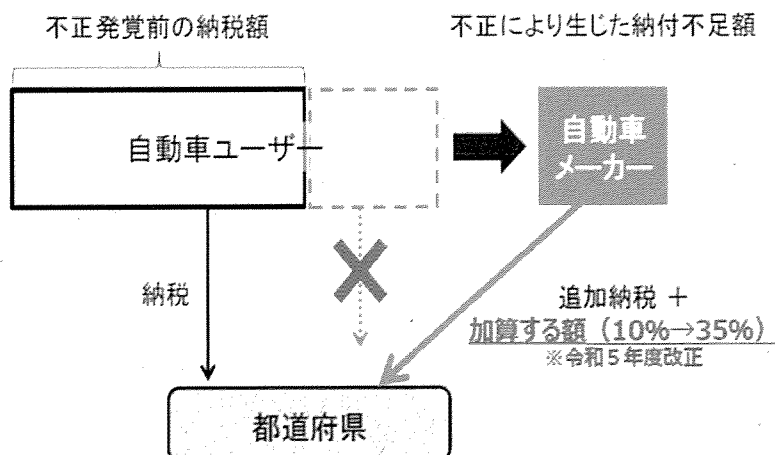 不正発覚前の納税額
不正により生じた納付不足額
自動車ユーザー
自動車
メーカー
納税
追加納税 +
加算する額（10%→35%）
※令和5年度改正
都道府県